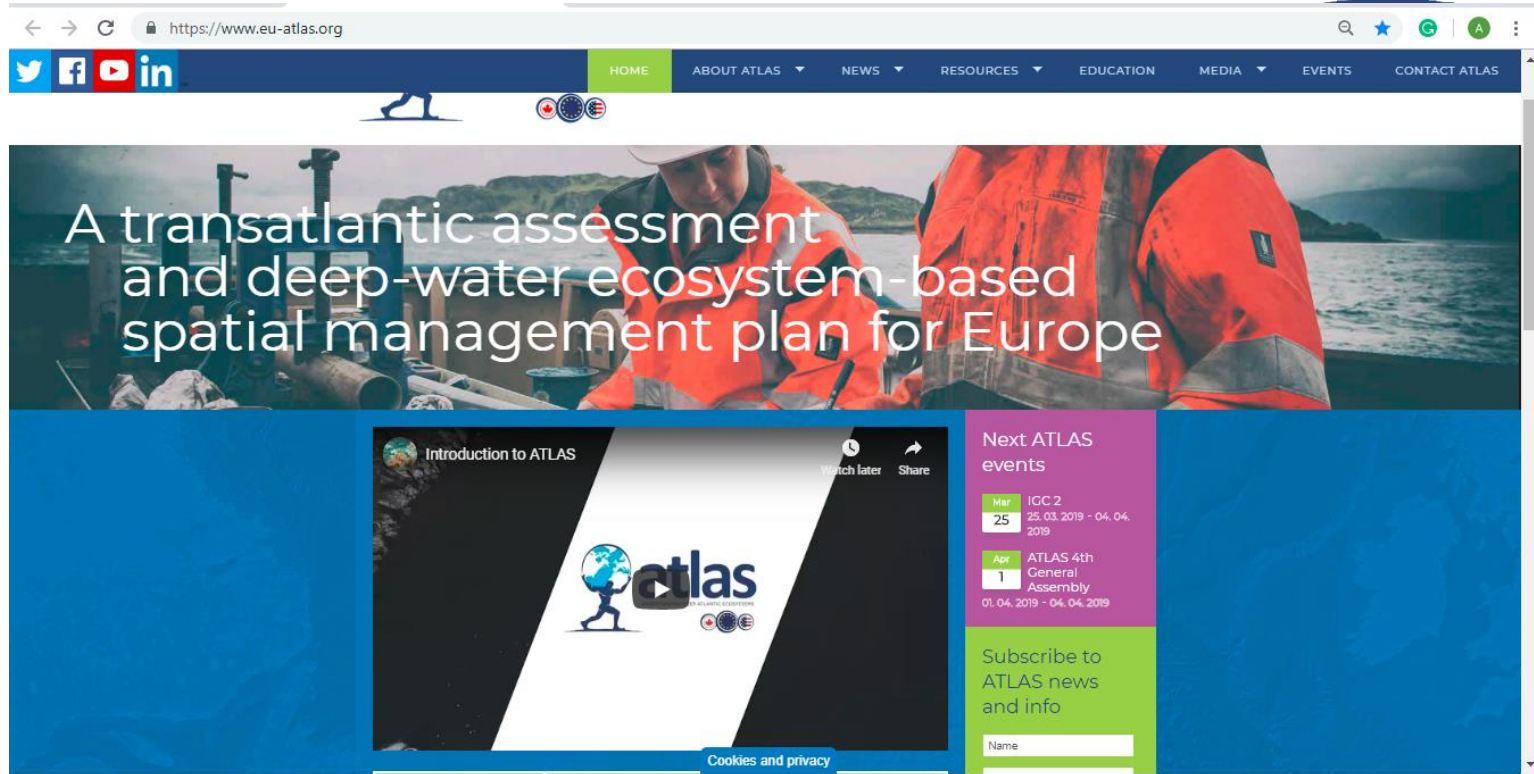 https://www.eu-atlas.org
A
in
HOME
ABOUT ATLAS
NEWS
RESOURCES
EDUCATION
MEDIA
EVENTS
CONTACT ATLAS
A transatlantic assessment
and deep-water ecosystem-based
spatial management plan for Europe
Introduction to ATLAS
Watch later
Share
atlas
Next ATLAS
events
Mar
25
IGC 2
25. 03. 2019 - 04. 04.
2019
Apr
1
ATLAS 4th
General
Assembly
01. 04. 2019 - 04. 04. 2019
Subscribe to
ATLAS news
and info
Name
Cookies and privacy